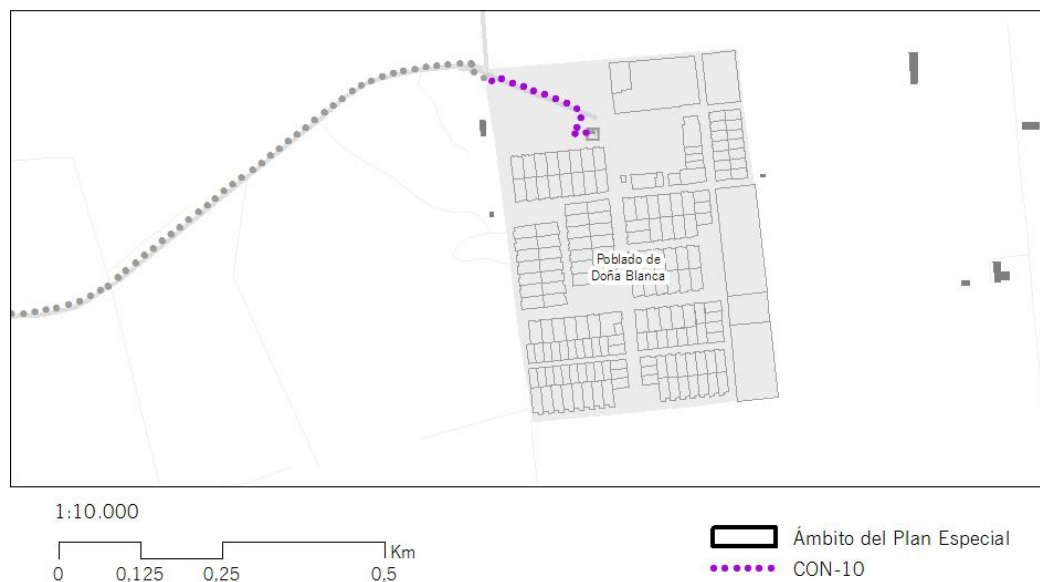 Poblado de
Doña Blanca
1:10.000
Km
0 0,125 0,25 0,5
Ámbito del Plan Especial
CON-10